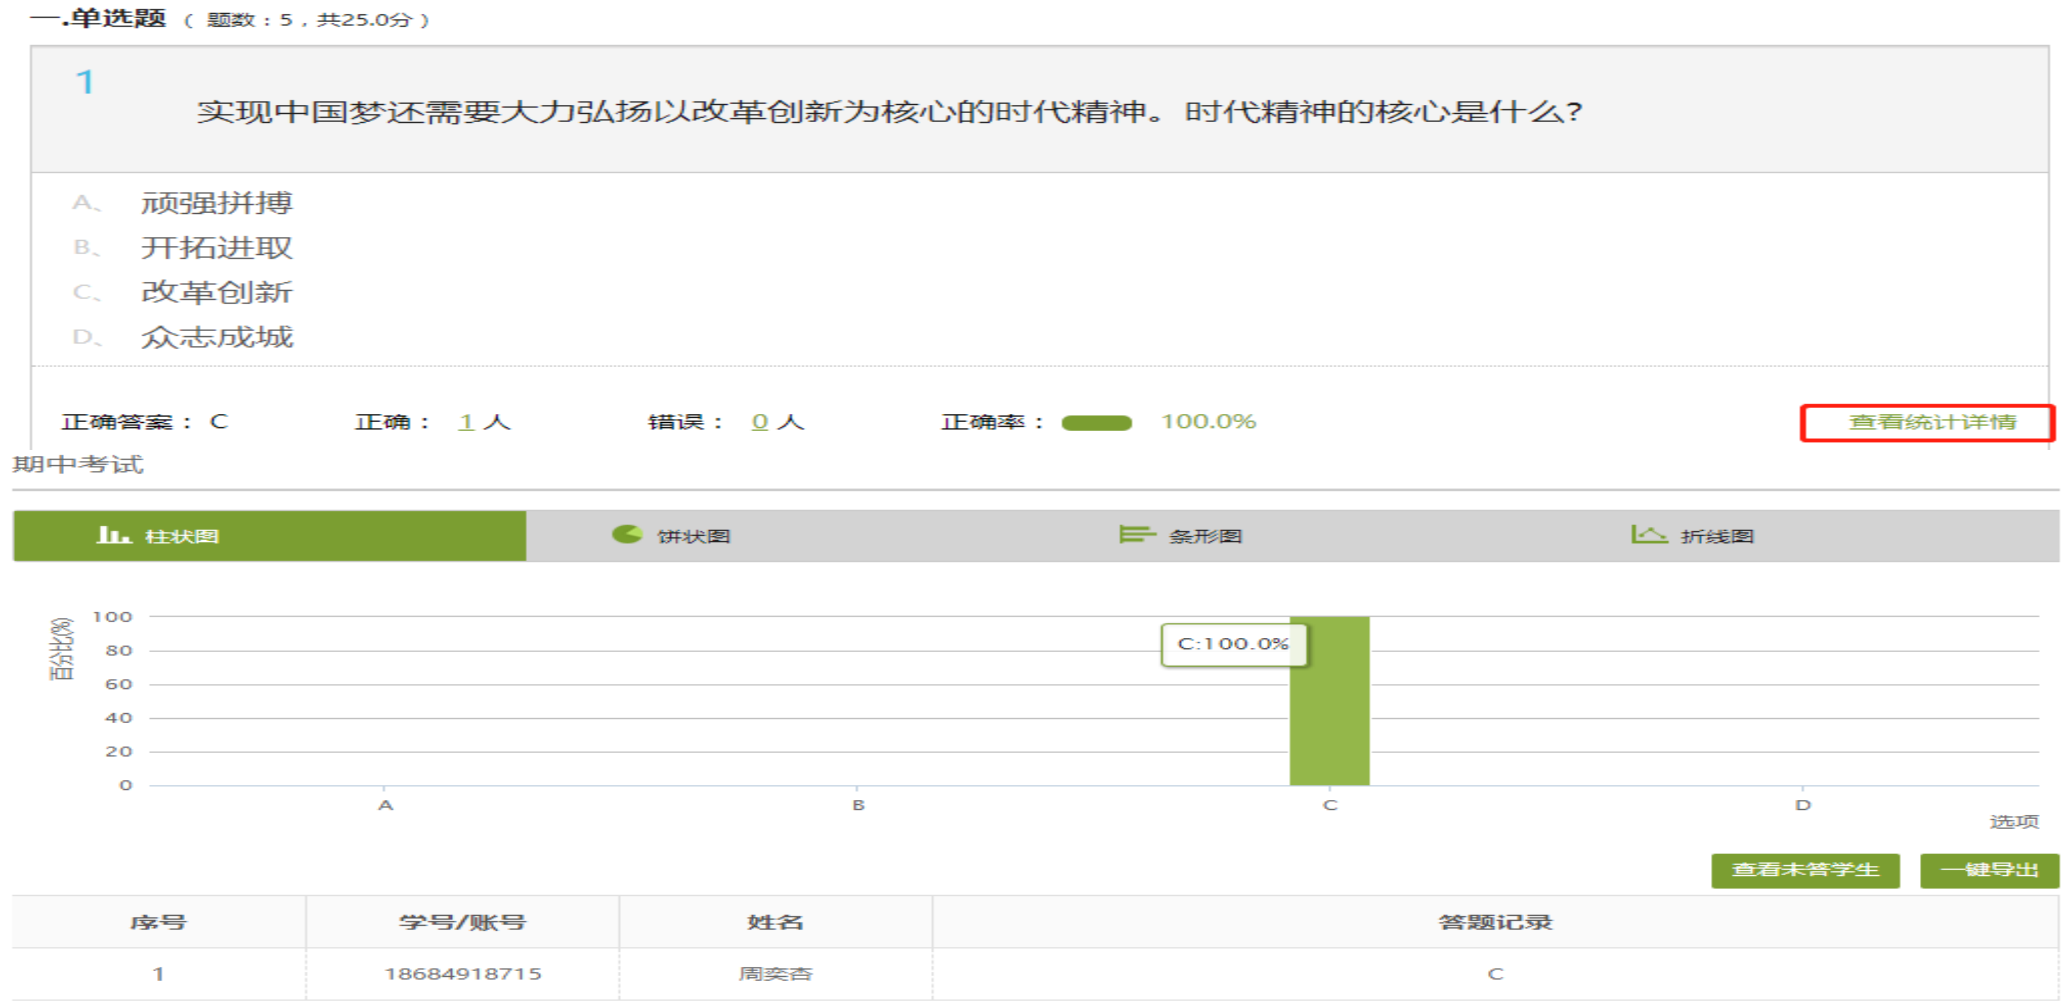 一.单选题 （ 题数：5，共25.0分）
1
实现中国梦还需要大力弘扬以改革创新为核心的时代精神。时代精神的核心是什么?
A、 顽强拼搏
B、 开拓进取
C、 改革创新
D、 众志成城
正确答案： C 正确： 1 人 错误： 0 人 正确率： 100.0% 查看统计详情
期中考试
柱状图 饼状图 条形图 折线图
百分比(%)
100
80
60
40
20
0
C:100.0%
A B C D
选项
查看未答学生 一键导出
序号 学号/账号 姓名 答题记录
1 18684918715 周奕杏 C